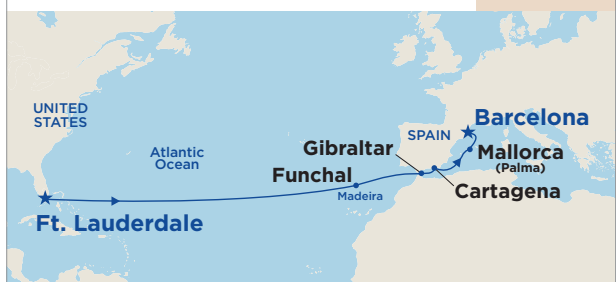 UNITED
STATES
Atlantic
Ocean
Ft. Lauderdale
Funchal
Madeira
Gibraltar
SPAIN
Barcelona
Mallorca
(Palma)
Cartagena